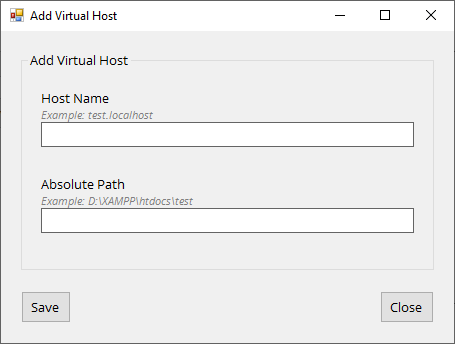 Add Virtual Host
Add Virtual Host
Host Name
Example: test.localhost
Absolute Path
Example: D:\XAMPP\htdocs\test
Save
Close